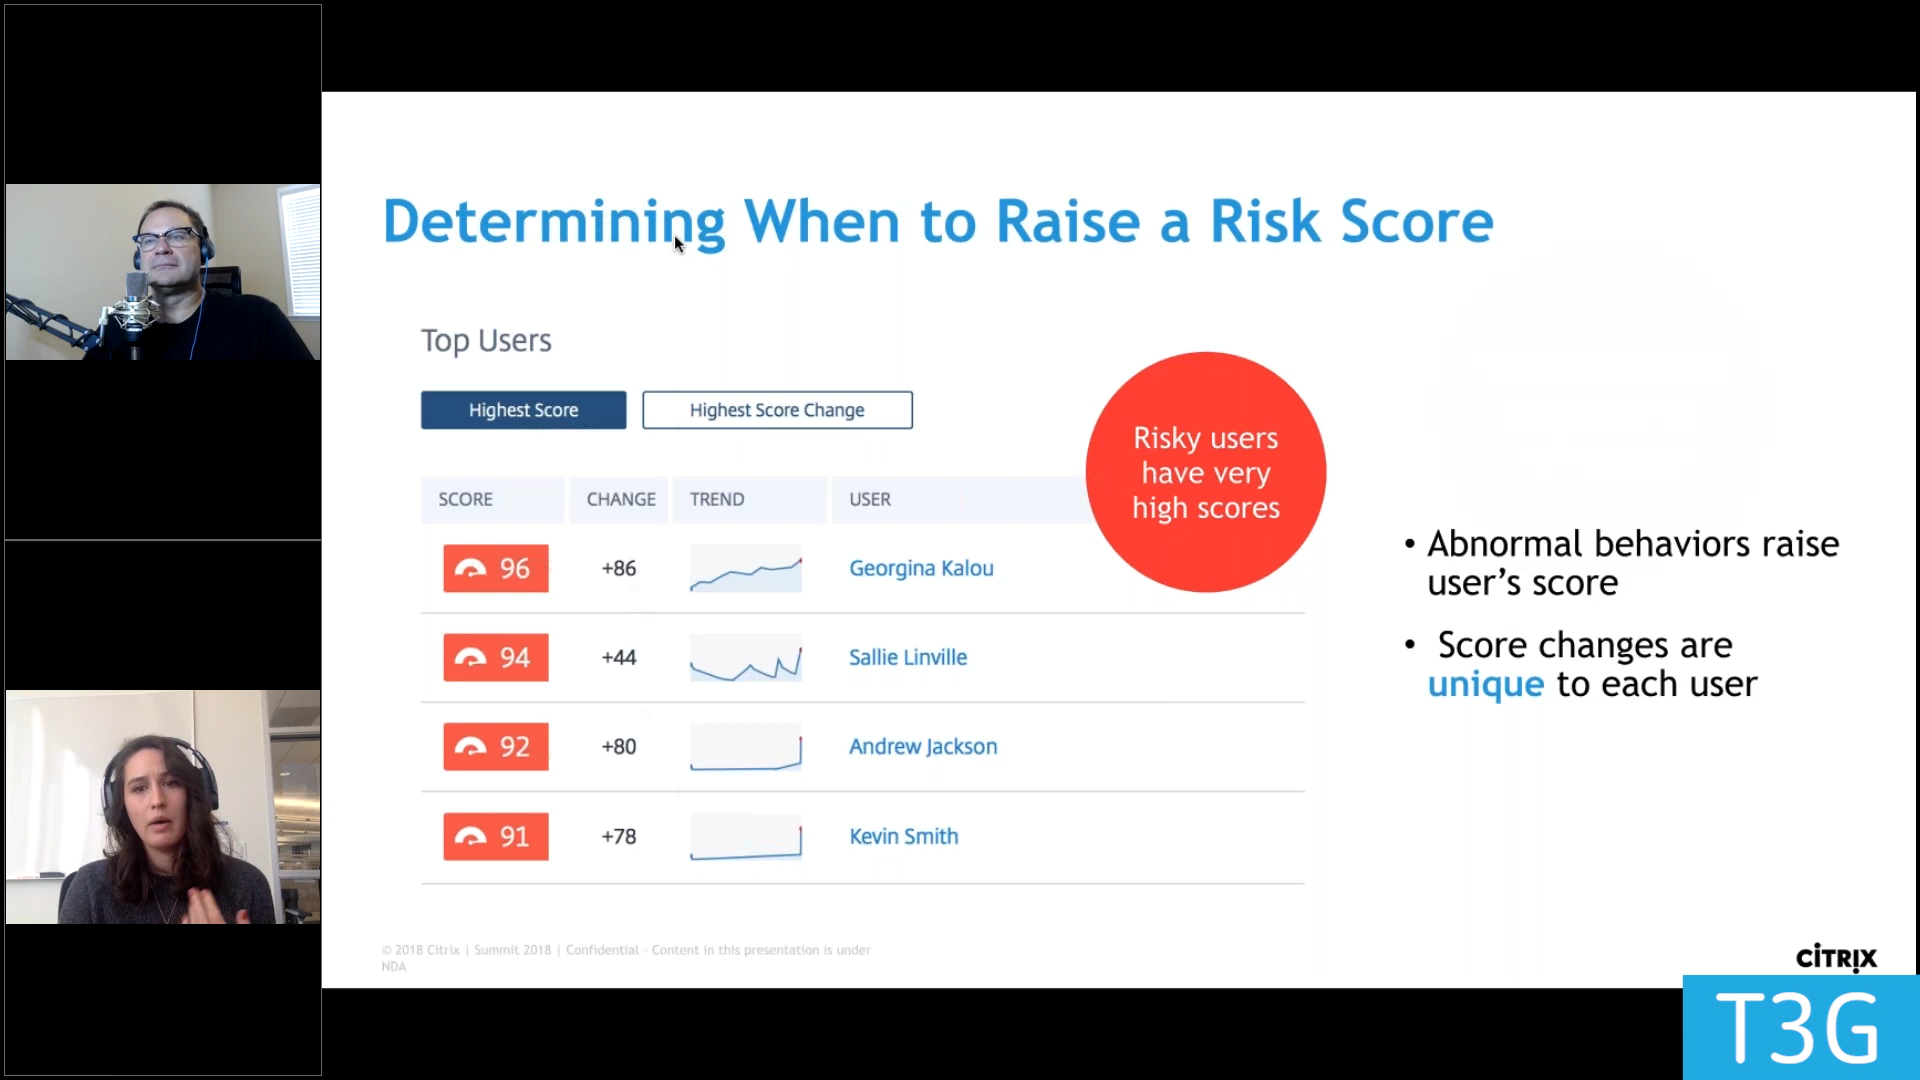 Determining When to Raise a Risk Score
Top Users
Highest Score
Highest Score Change
SCORE
CHANGE
TREND
USER
96
+86
Georgina Kalou
94
+44
Sallie Linville
92
+80
Andrew Jackson
91
+78
Kevin Smith
Risky users
have very
high scores
• Abnormal behaviors raise
user’s score
• Score changes are
unique to each user
© 2018 Citrix | Summit 2018 | Confidential - Content in this presentation is under
NDA
CITRIX
T3G